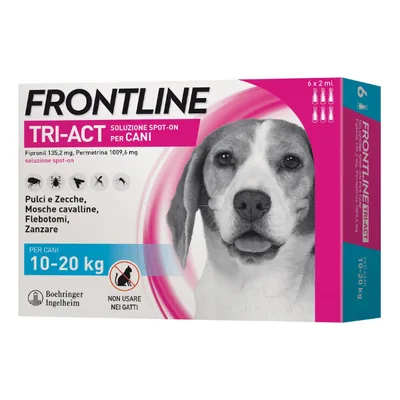 6 x 2 ml
FRONTLINE
TRI-ACT
SOLUZIONE SPOT-ON
PER CANI
Fipronil 135,2 mg, Permetrina 1009,6 mg
soluzione spot-on
Pulci e Zecche,
Mosche cavalline,
Flebotomi,
Zanzare
PER CANI
10-20 kg
Boehringer
Ingelheim
NON USARE
NEI GATTI
6
FRONTLINE
TRI-ACT
10-20 kg